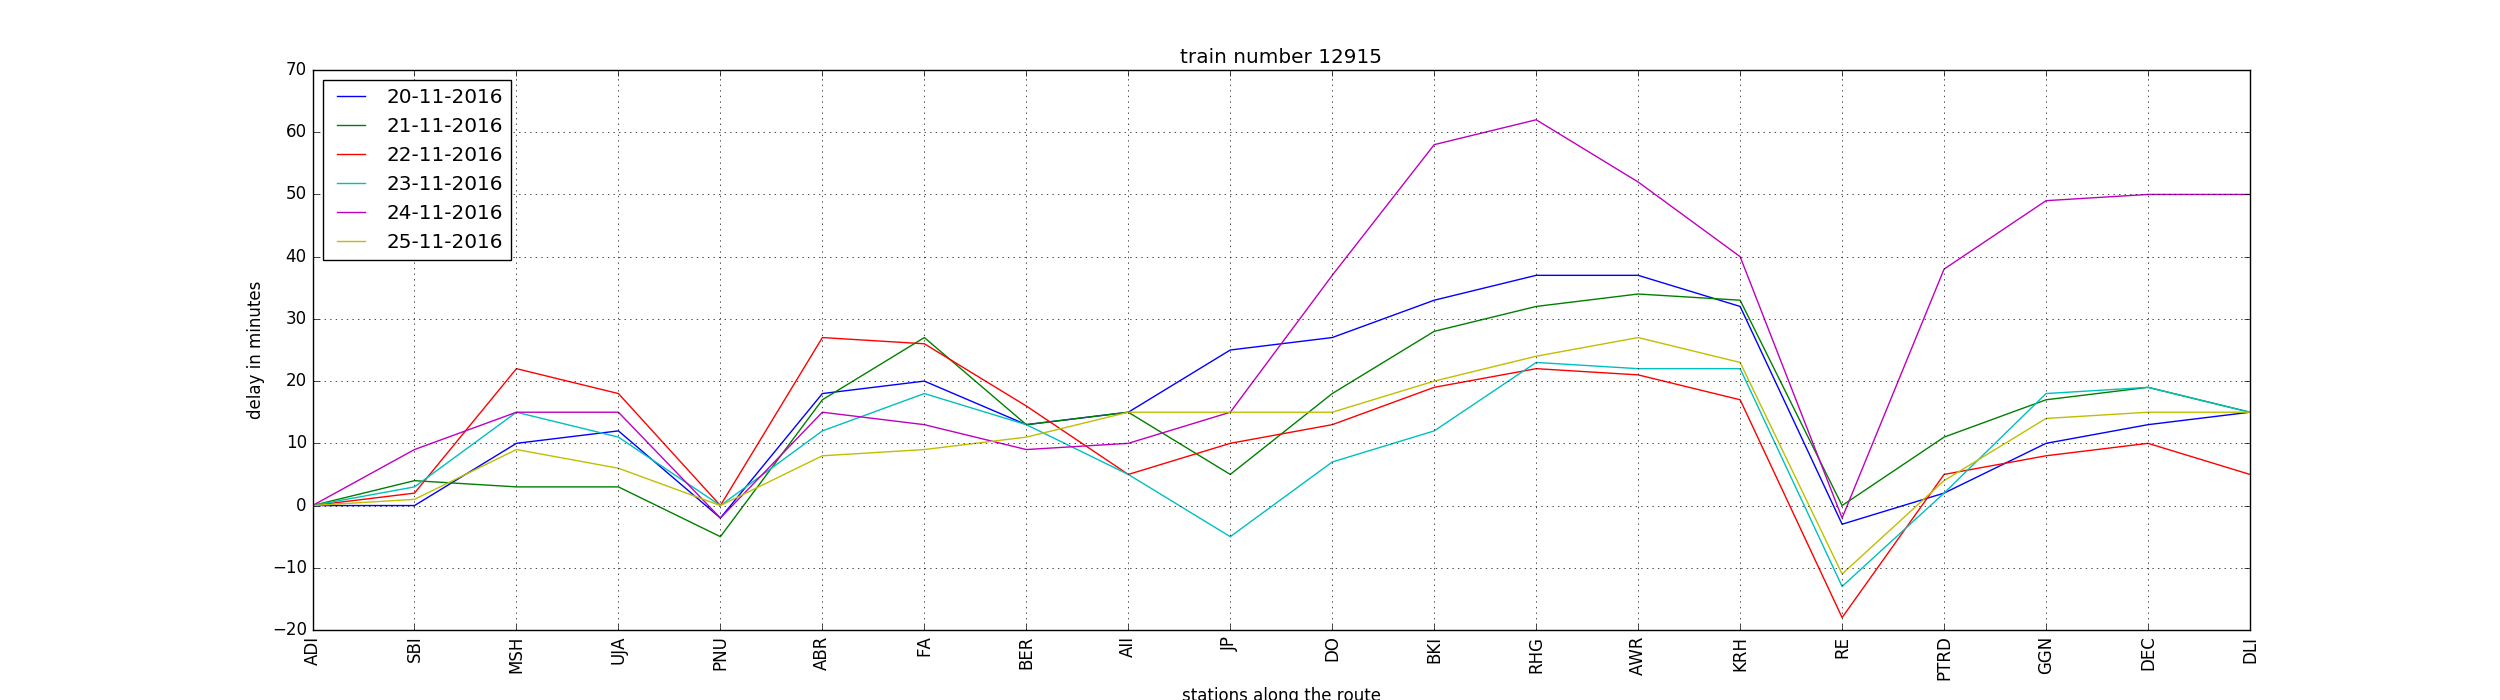 train number 12915
70
60
50
40
30
20
10
0
−10
−20
delay in minutes
20-11-2016
21-11-2016
22-11-2016
23-11-2016
24-11-2016
25-11-2016
ADI
SBI
MSH
UJA
PNU
ABR
FA
BER
AII
JP
DO
BKI
RHG
AWR
KRH
RE
PTRD
GGN
DEC
DLI
stations along the route